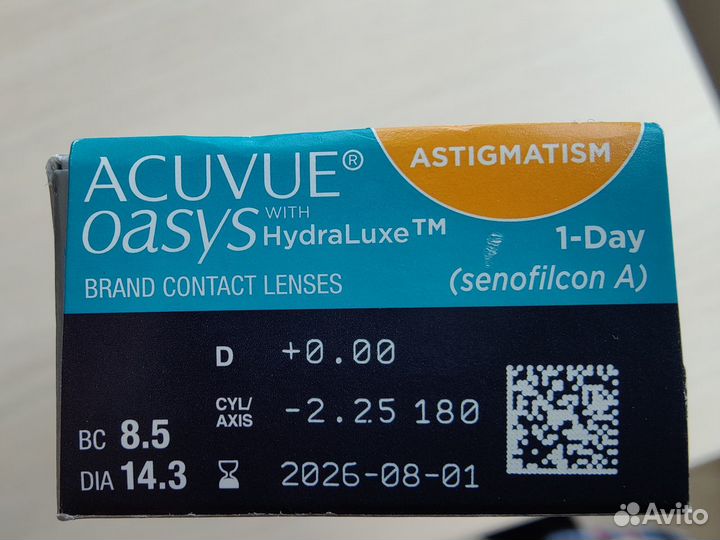 ACUVUE®
oasys WITH HydraLuxe™
BRAND CONTACT LENSES
ASTIGMATISM
1-Day
(senofilcon A)
D +0.00
CYL/AXIS -2.25 180
BC 8.5
DIA 14.3
2026-08-01
Avito